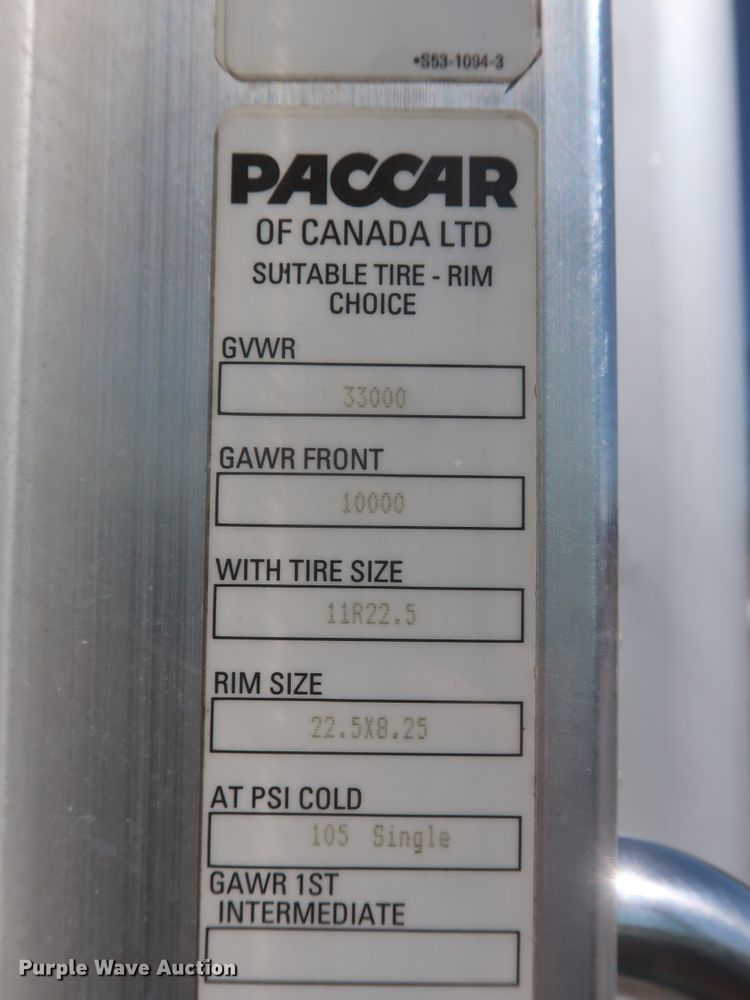 •S53-1094-3
PACCAR
OF CANADA LTD
SUITABLE TIRE - RIM
CHOICE
GVWR
33000
GAWR FRONT
10000
WITH TIRE SIZE
11R22.5
RIM SIZE
22.5X8.25
AT PSI COLD
105 Single
GAWR 1ST
INTERMEDIATE
Purple Wave Auction